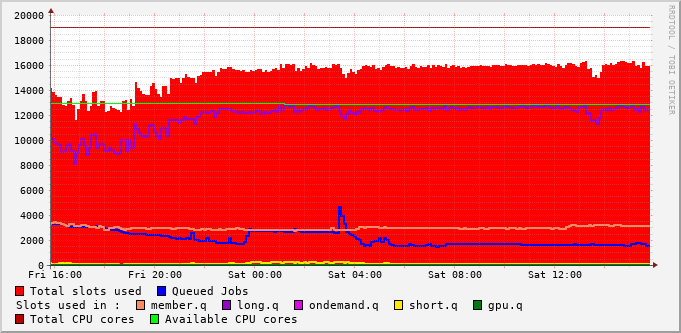 20000
18000
16000
14000
12000
10000
8000
6000
4000
2000
0
Fri 16:00 Fri 20:00 Sat 00:00 Sat 04:00 Sat 08:00 Sat 12:00
RRDTOOL / TOBI OETIKER
Total slots used Queued Jobs
Slots used in : member.q long.q ondemand.q short.q gpu.q
Total CPU cores Available CPU cores